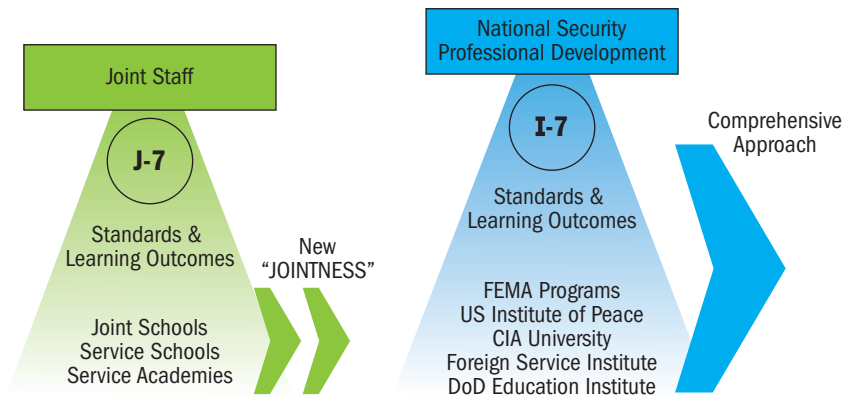 Joint Staff
J-7
Standards &
Learning Outcomes
Joint Schools
Service Schools
Service Academies
New
“JOINTNESS”
National Security
Professional Development
I-7
Standards &
Learning Outcomes
FEMA Programs
US Institute of Peace
CIA University
Foreign Service Institute
DoD Education Institute
Comprehensive
Approach